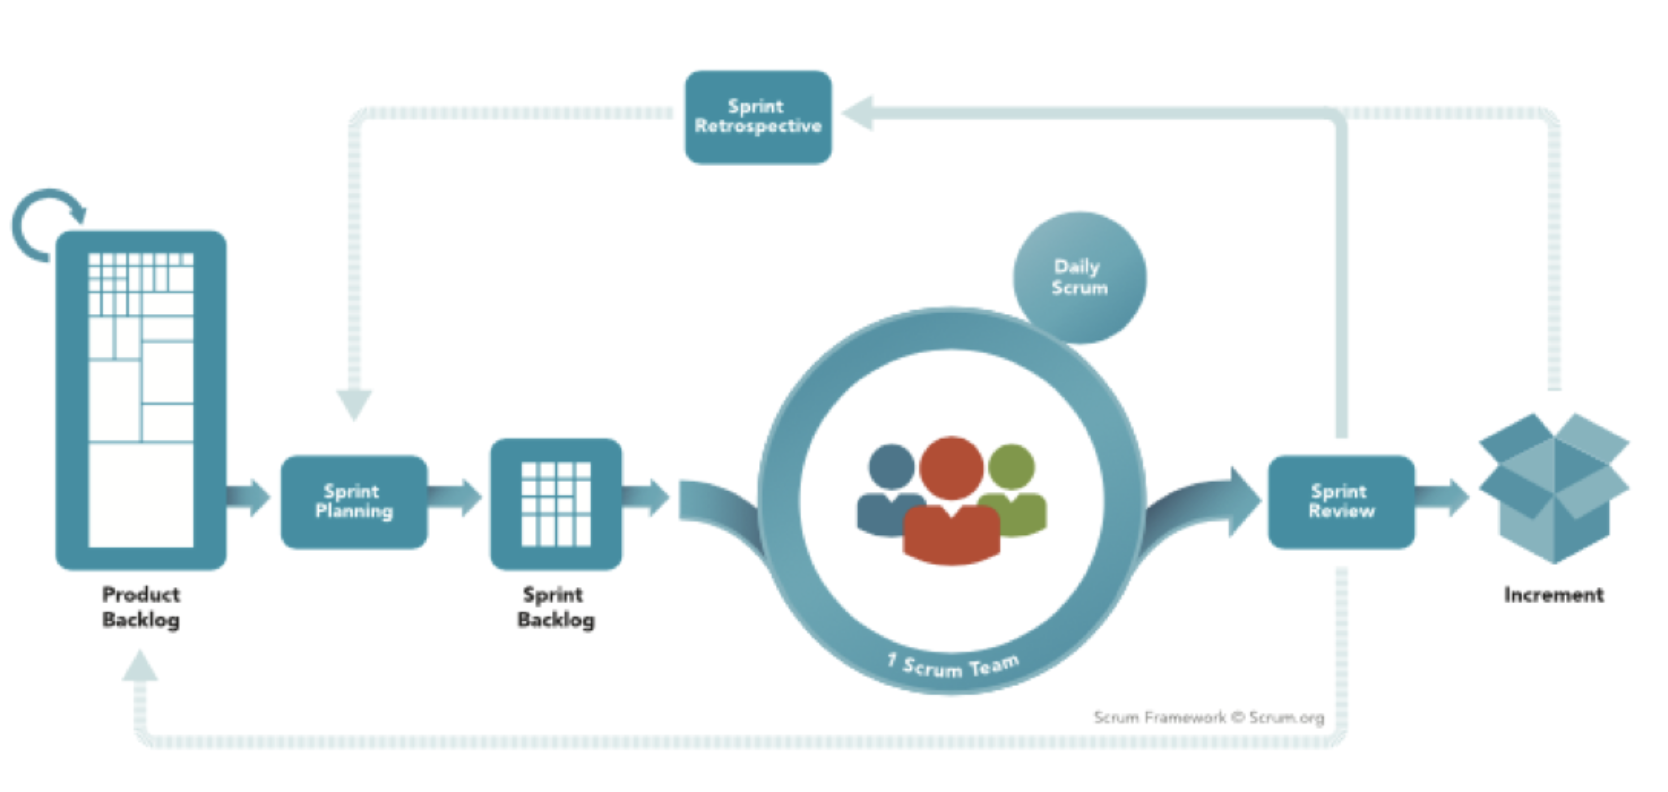 Sprint
Retrospective
Daily
Scrum
Sprint
Planning
Sprint
Review
Product
Backlog
Sprint
Backlog
Increment
1 Scrum Team
Scrum Framework © Scrum.org